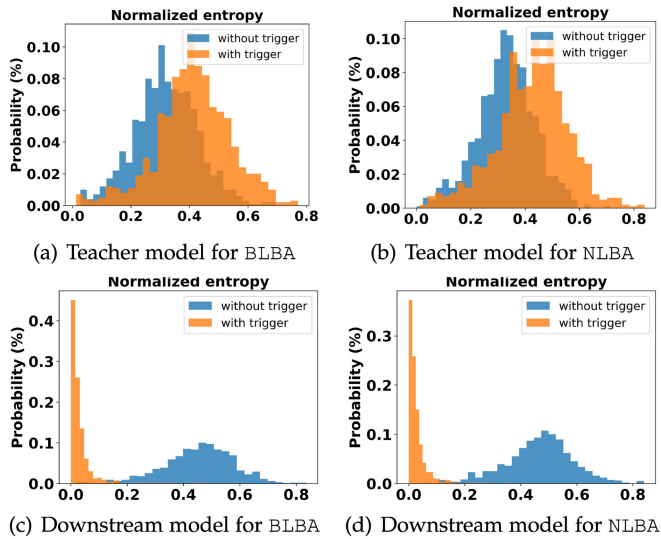 Normalized entropy
Probability (%)
0.10
0.08
0.06
0.04
0.02
0.00
without trigger
with trigger
0.0 0.2 0.4 0.6 0.8
(a) Teacher model for BLBA
Normalized entropy
Probability (%)
0.10
0.08
0.06
0.04
0.02
0.00
without trigger
with trigger
0.0 0.2 0.4 0.6 0.8
(b) Teacher model for NLBA
Normalized entropy
Probability (%)
0.4
0.3
0.2
0.1
0.0
without trigger
with trigger
0.0 0.2 0.4 0.6 0.8
(c) Downstream model for BLBA
Normalized entropy
Probability (%)
0.3
0.2
0.1
0.0
without trigger
with trigger
0.0 0.2 0.4 0.6 0.8
(d) Downstream model for NLBA